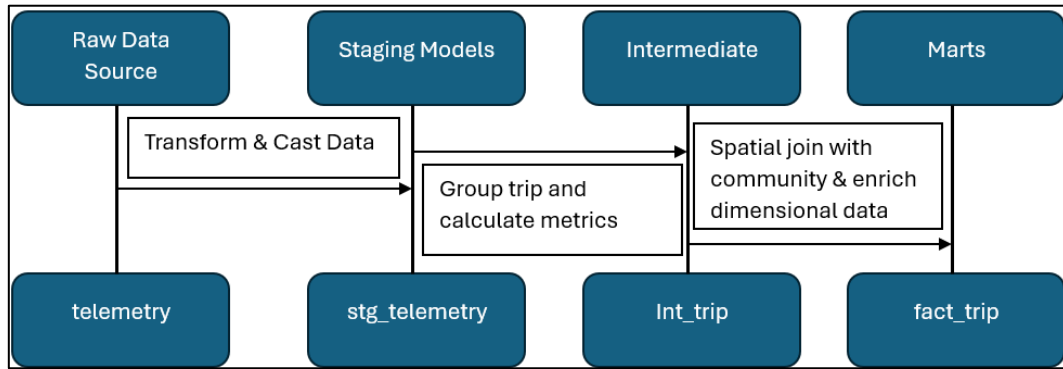 Raw Data
Source
Staging Models
Intermediate
Marts
Transform & Cast Data
Group trip and
calculate metrics
Spatial join with
community & enrich
dimensional data
telemetry
stg_telemetry
Int_trip
fact_trip